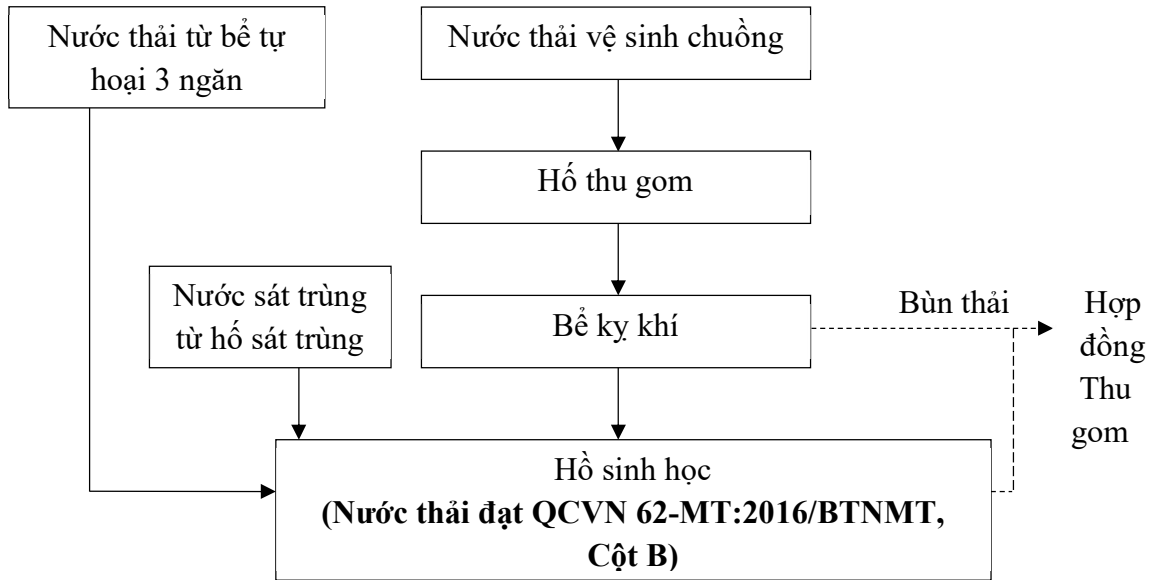 Nước thải từ bể tự
hoại 3 ngăn
Nước thải vệ sinh chuồng
Hố thu gom
Nước sát trùng
từ hố sát trùng
Bể kỵ khí
Bùn thải
Hợp
đồng
Thu
gom
Hồ sinh học
(Nước thải đạt QCVN 62-MT:2016/BTNMT,
Cột B)